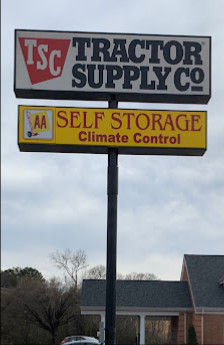 TSC
TRACTOR
SUPPLY CO
AA
SELF STORAGE
Climate Control